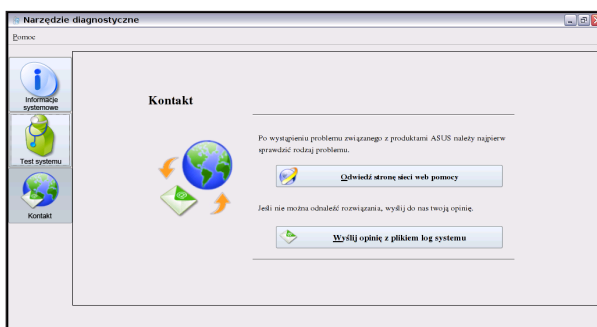 Narzędzie diagnostyczne
Pomoc
Informacje
systemowe
Test systemu
Kontakt
Kontakt
Po wystąpieniu problemu związanego z produktami ASUS należy najpierw
sprawdzić rodzaj problemu.
Odwiedź stronę sieci web pomocy
Jeśli nie można odnaleźć rozwiązania, wyślij do nas twoją opinię.
Wyślij opinię z plikiem log systemu